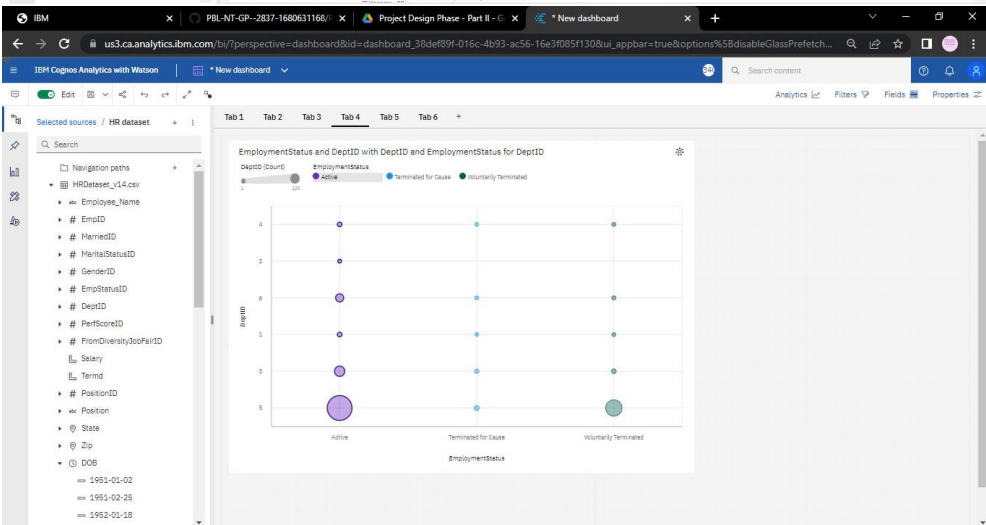 IBM
PBL-NT-GP--2837-1680631168/F
Project Design Phase - Part II - G
* New dashboard
us3.ca.analytics.ibm.com/bi/?perspective=dashboard&id=dashboard_38def89f-016c-4b93-ac56-16e3f085f130&ui_appbar=true&options%5BdisableGlassPrefetch...
IBM Cognos Analytics with Watson
* New dashboard
Search content
Edit
Analytics
Filters
Fields
Properties
Selected sources / HR dataset
Tab 1
Tab 2
Tab 3
Tab 4
Tab 5
Tab 6
Search
Navigation paths
HRDataset_v14.csv
abc Employee_Name
# EmpID
# MarriedID
# MaritalStatusID
# GenderID
# EmpStatusID
# DeptID
# PerfScoreID
# FromDiversityJobFairID
Salary
Termd
# PositionID
abc Position
State
Zip
DOB
1951-01-02
1951-02-25
1952-01-18
EmploymentStatus and DeptID with DeptID and EmploymentStatus for DeptID
DeptID (Count)
EmploymentStatus
Active
Terminated for Cause
Voluntarily Terminated
1
4
2
6
1
3
5
DeptID
Active
Terminated for Cause
Voluntarily Terminated
EmploymentStatus